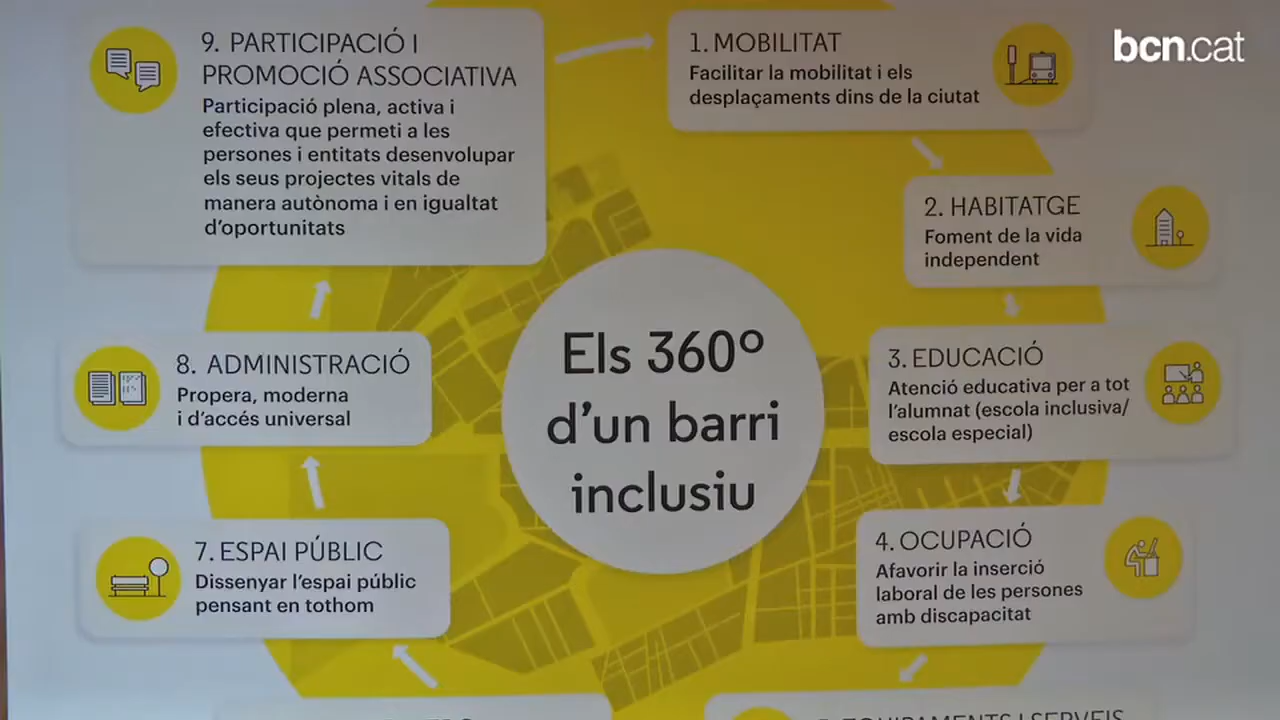 bcn.cat
9. PARTICIPACIÓ I
PROMOCIÓ ASSOCIATIVA
Participació plena, activa i
efectiva que permeti a les
persones i entitats desenvolupar
els seus projectes vitals de
manera autònoma i en igualtat
d'oportunitats
1. MOBILITAT
Facilitar la mobilitat i els
desplaçaments dins de la ciutat
2. HABITATGE
Foment de la vida
independent
Els 360º
d'un barri
inclusiu
3. EDUCACIÓ
Atenció educativa per a tot
l'alumnat (escola inclusiva/
escola especial)
4. OCUPACIÓ
Afavorir la inserció
laboral de les persones
amb discapacitat
EQUIPAMENTS I SERVEIS
7. ESPAI PÚBLIC
Dissenyar l'espai públic
pensant en tothom
8. ADMINISTRACIÓ
Propera, moderna
i d'accés universal